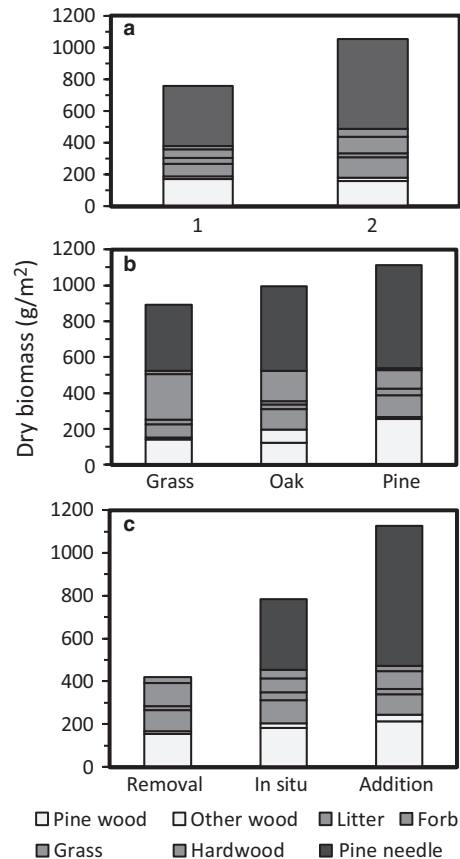 Dry biomass (g/m²)
a
1200
1000
800
600
400
200
0
1 2
b
1200
1000
800
600
400
200
0
Grass Oak Pine
c
1200
1000
800
600
400
200
0
Removal In situ Addition
Pine wood Other wood Litter Forb
Grass Hardwood Pine needle